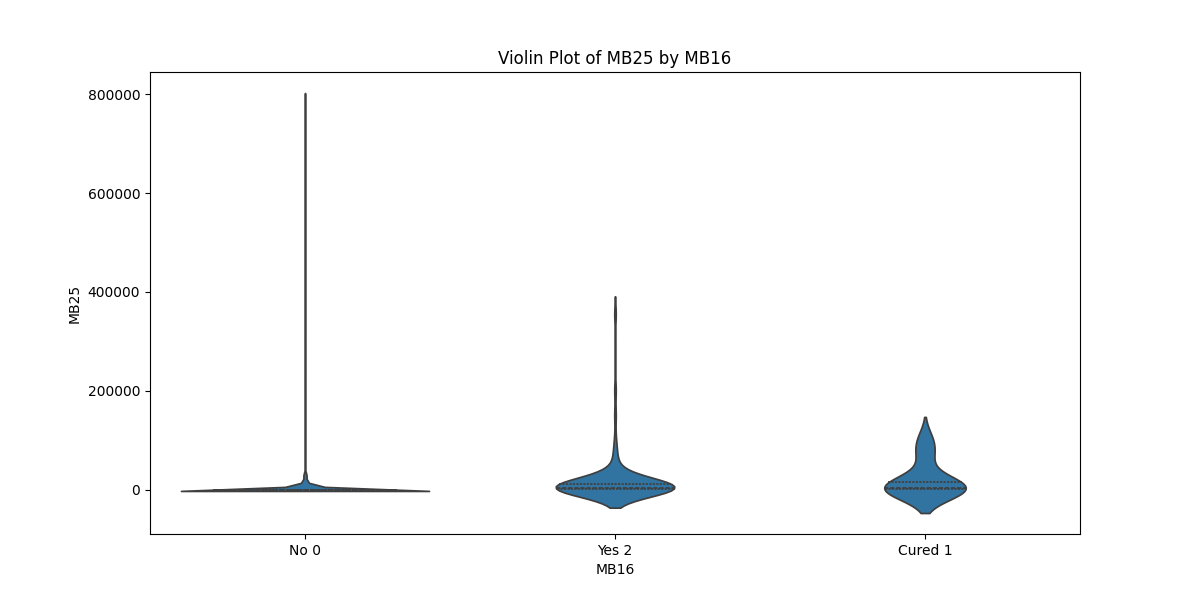 Violin Plot of MB25 by MB16
800000
600000
400000
200000
0
MB25
No 0
Yes 2
Cured 1
MB16